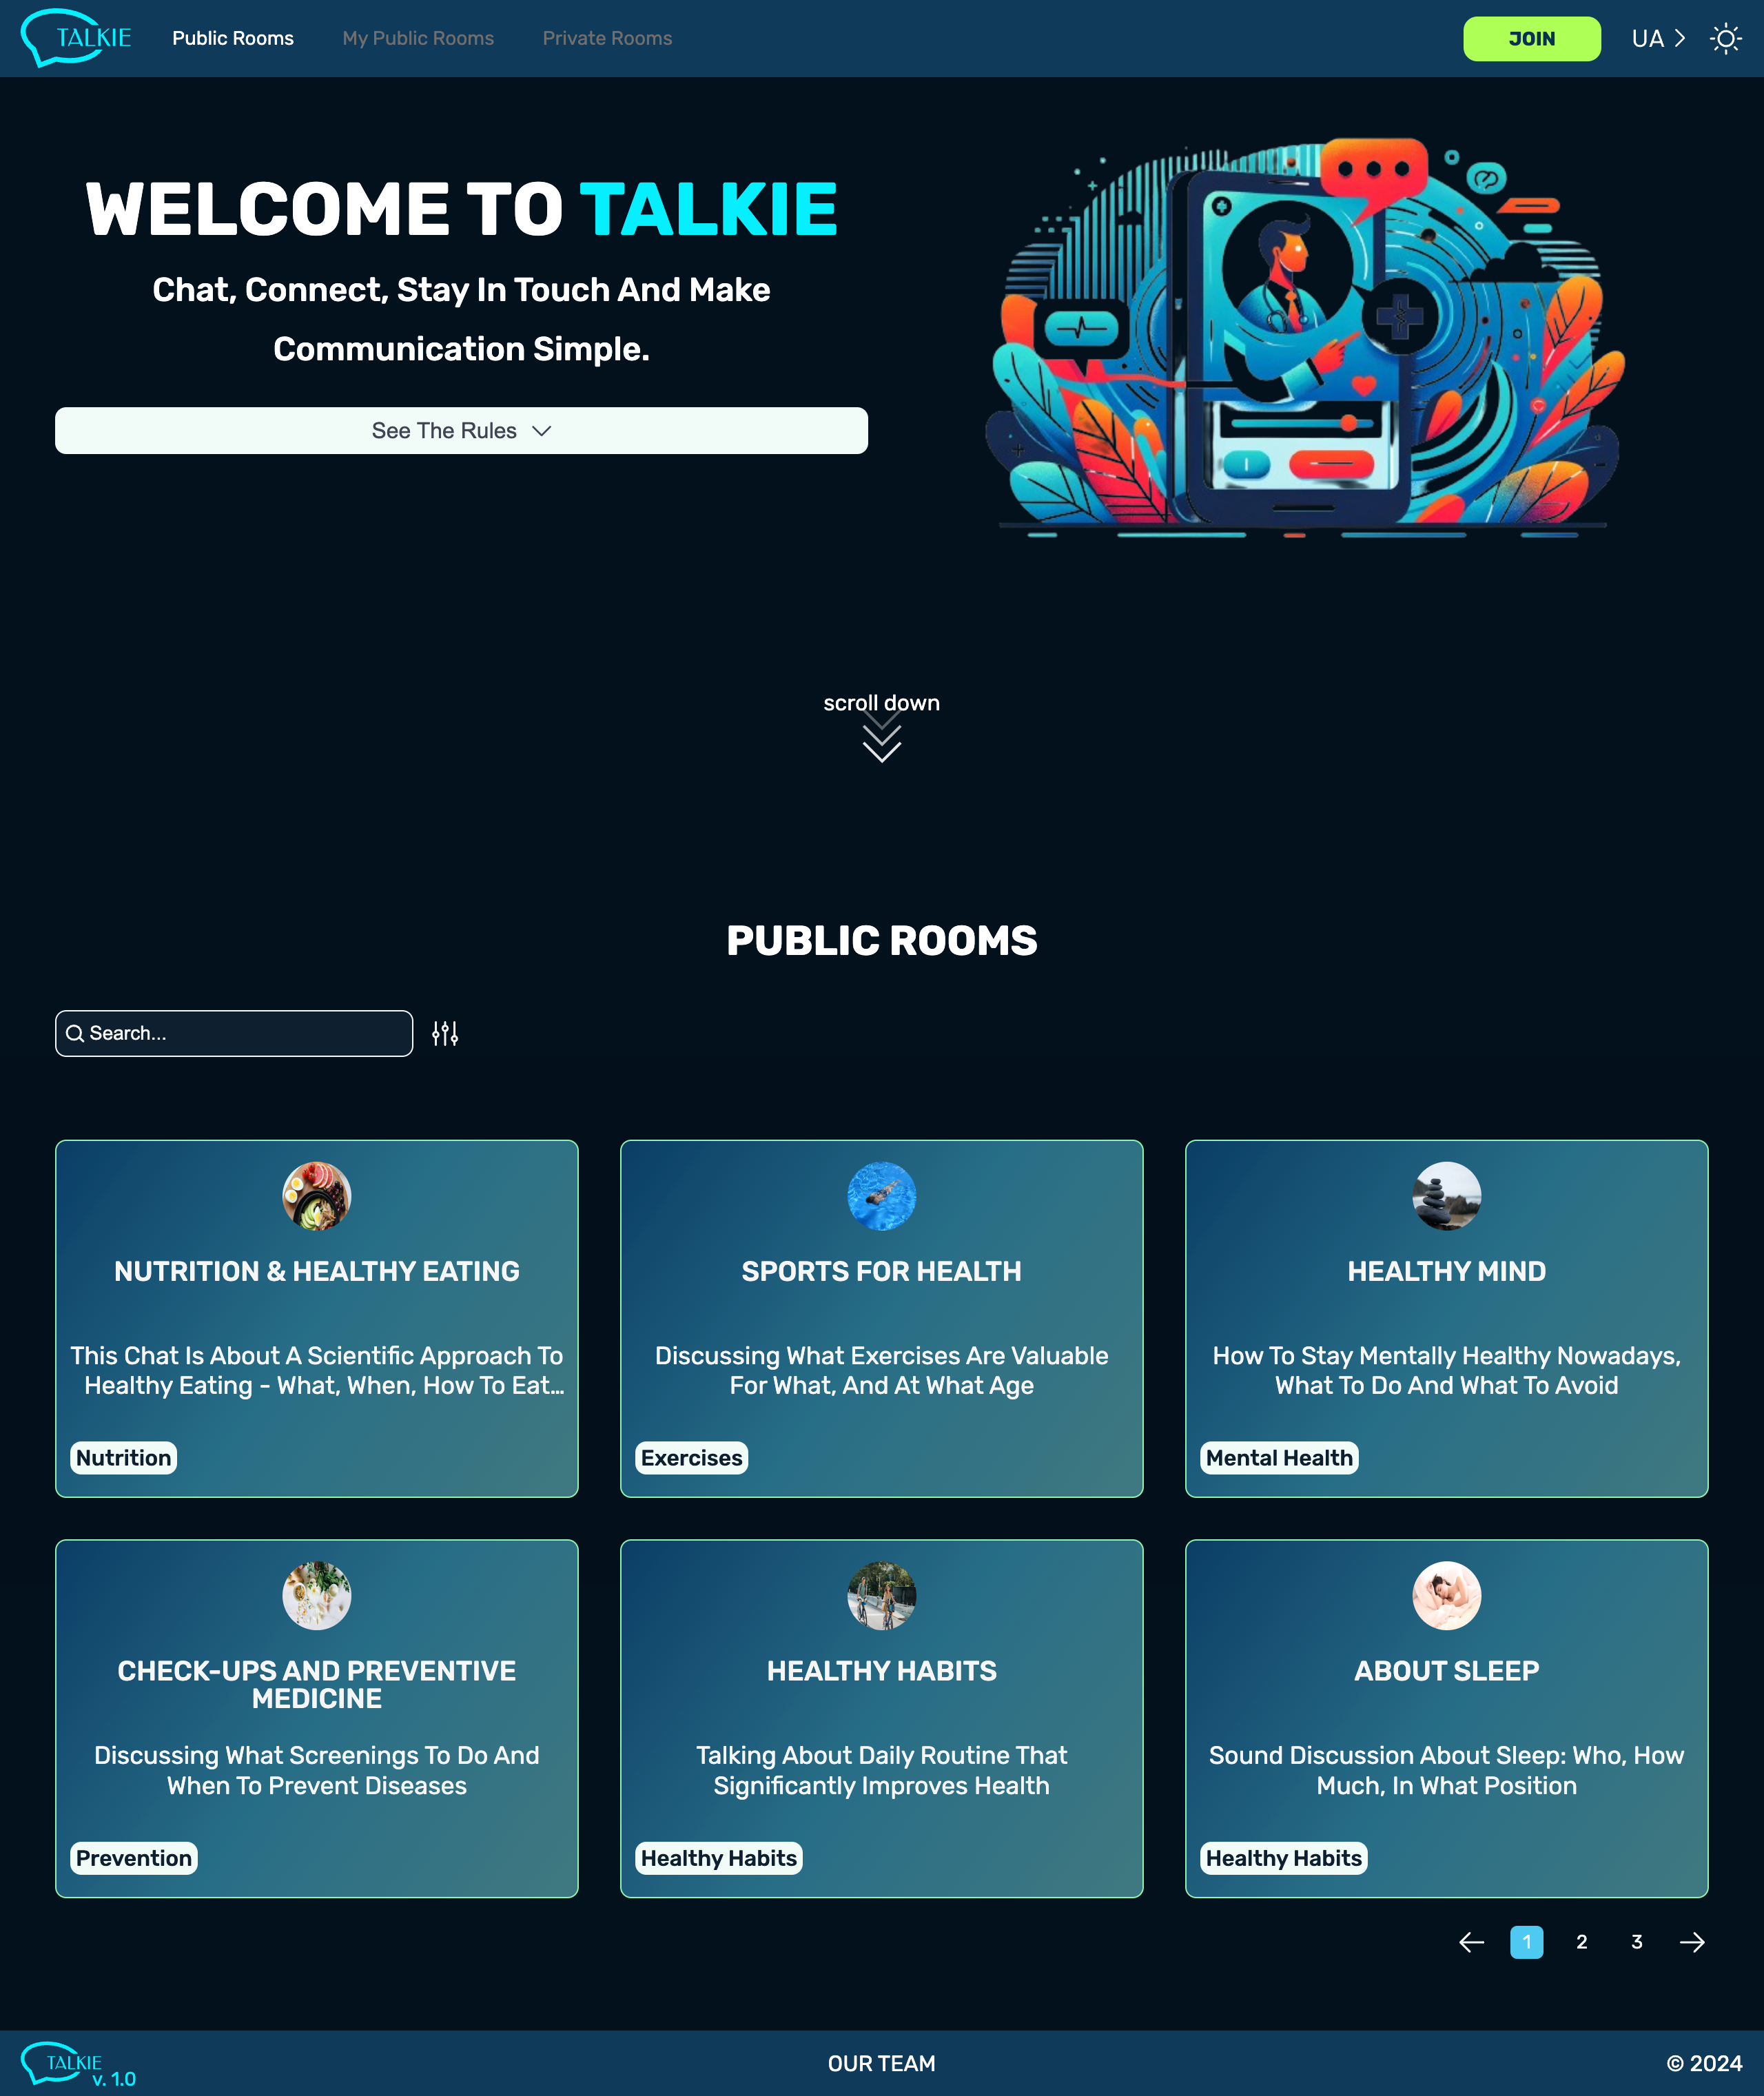 TALKIE
Public Rooms
My Public Rooms
Private Rooms
JOIN
UA
WELCOME TO TALKIE
Chat, Connect, Stay In Touch And Make
Communication Simple.
See The Rules
scroll down
PUBLIC ROOMS
Search...
NUTRITION & HEALTHY EATING
This Chat Is About A Scientific Approach To
Healthy Eating - What, When, How To Eat...
Nutrition
SPORTS FOR HEALTH
Discussing What Exercises Are Valuable
For What, And At What Age
Exercises
HEALTHY MIND
How To Stay Mentally Healthy Nowadays,
What To Do And What To Avoid
Mental Health
CHECK-UPS AND PREVENTIVE
MEDICINE
Discussing What Screenings To Do And
When To Prevent Diseases
Prevention
HEALTHY HABITS
Talking About Daily Routine That
Significantly Improves Health
Healthy Habits
ABOUT SLEEP
Sound Discussion About Sleep: Who, How
Much, In What Position
Healthy Habits
1 2 3
TALKIE
v. 1.0
OUR TEAM
© 2024